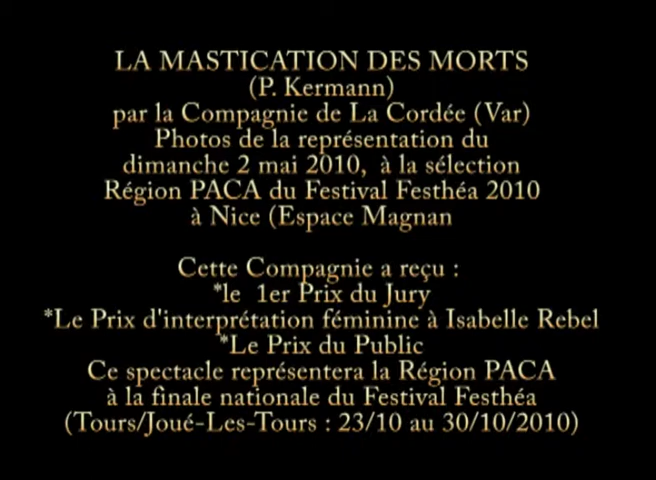 LA MASTICATION DES MORTS
(P. Kermann)
par la Compagnie de La Cordée (Var)
Photos de la représentation du
dimanche 2 mai 2010,  à la sélection
Région PACA du Festival Festhéa 2010
à Nice (Espace Magnan
Cette Compagnie a reçu :
*le  1er Prix du Jury
*Le Prix d'interprétation féminine à Isabelle Rebel
*Le Prix du Public
Ce spectacle représentera la Région PACA
à la finale nationale du Festival Festhéa
(Tours/Joué-Les-Tours : 23/10 au 30/10/2010)